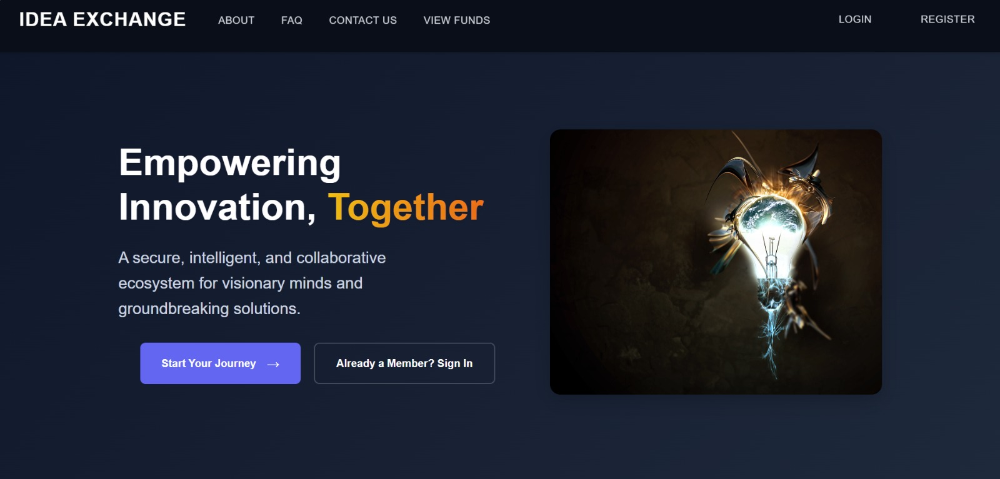 IDEA EXCHANGE
ABOUT
FAQ
CONTACT US
VIEW FUNDS
LOGIN
REGISTER
Empowering
Innovation, Together
A secure, intelligent, and collaborative
ecosystem for visionary minds and
groundbreaking solutions.
Start Your Journey →
Already a Member? Sign In